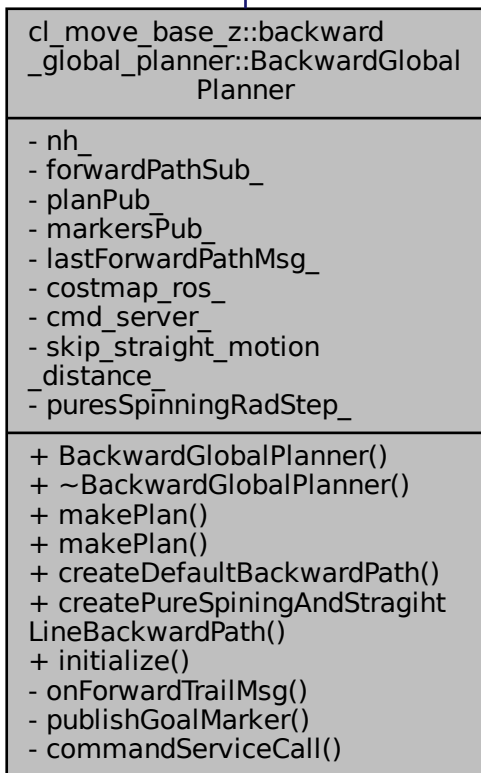 cl_move_base_z::backward
_global_planner::BackwardGlobal
Planner
- nh_
- forwardPathSub_
- planPub_
- markersPub_
- lastForwardPathMsg_
- costmap_ros_
- cmd_server_
- skip_straight_motion
_distance_
- puresSpinningRadStep_
+ BackwardGlobalPlanner()
+ ~BackwardGlobalPlanner()
+ makePlan()
+ makePlan()
+ createDefaultBackwardPath()
+ createPureSpiningAndStragiht
LineBackwardPath()
+ initialize()
- onForwardTrailMsg()
- publishGoalMarker()
- commandServiceCall()